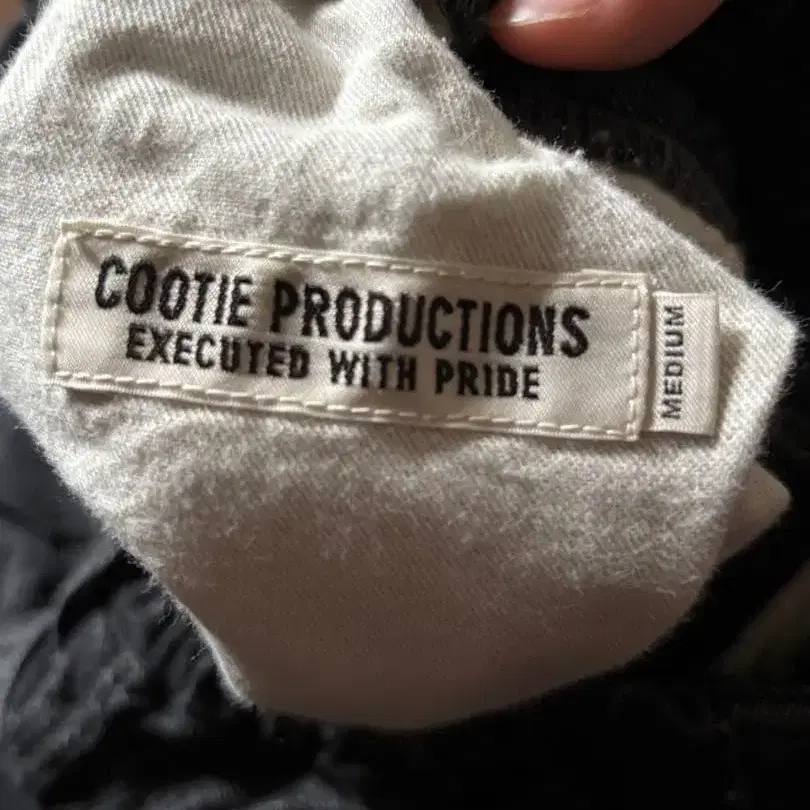 COOTIE PRODUCTIONS
EXECUTED WITH PRIDE
MEDIUM